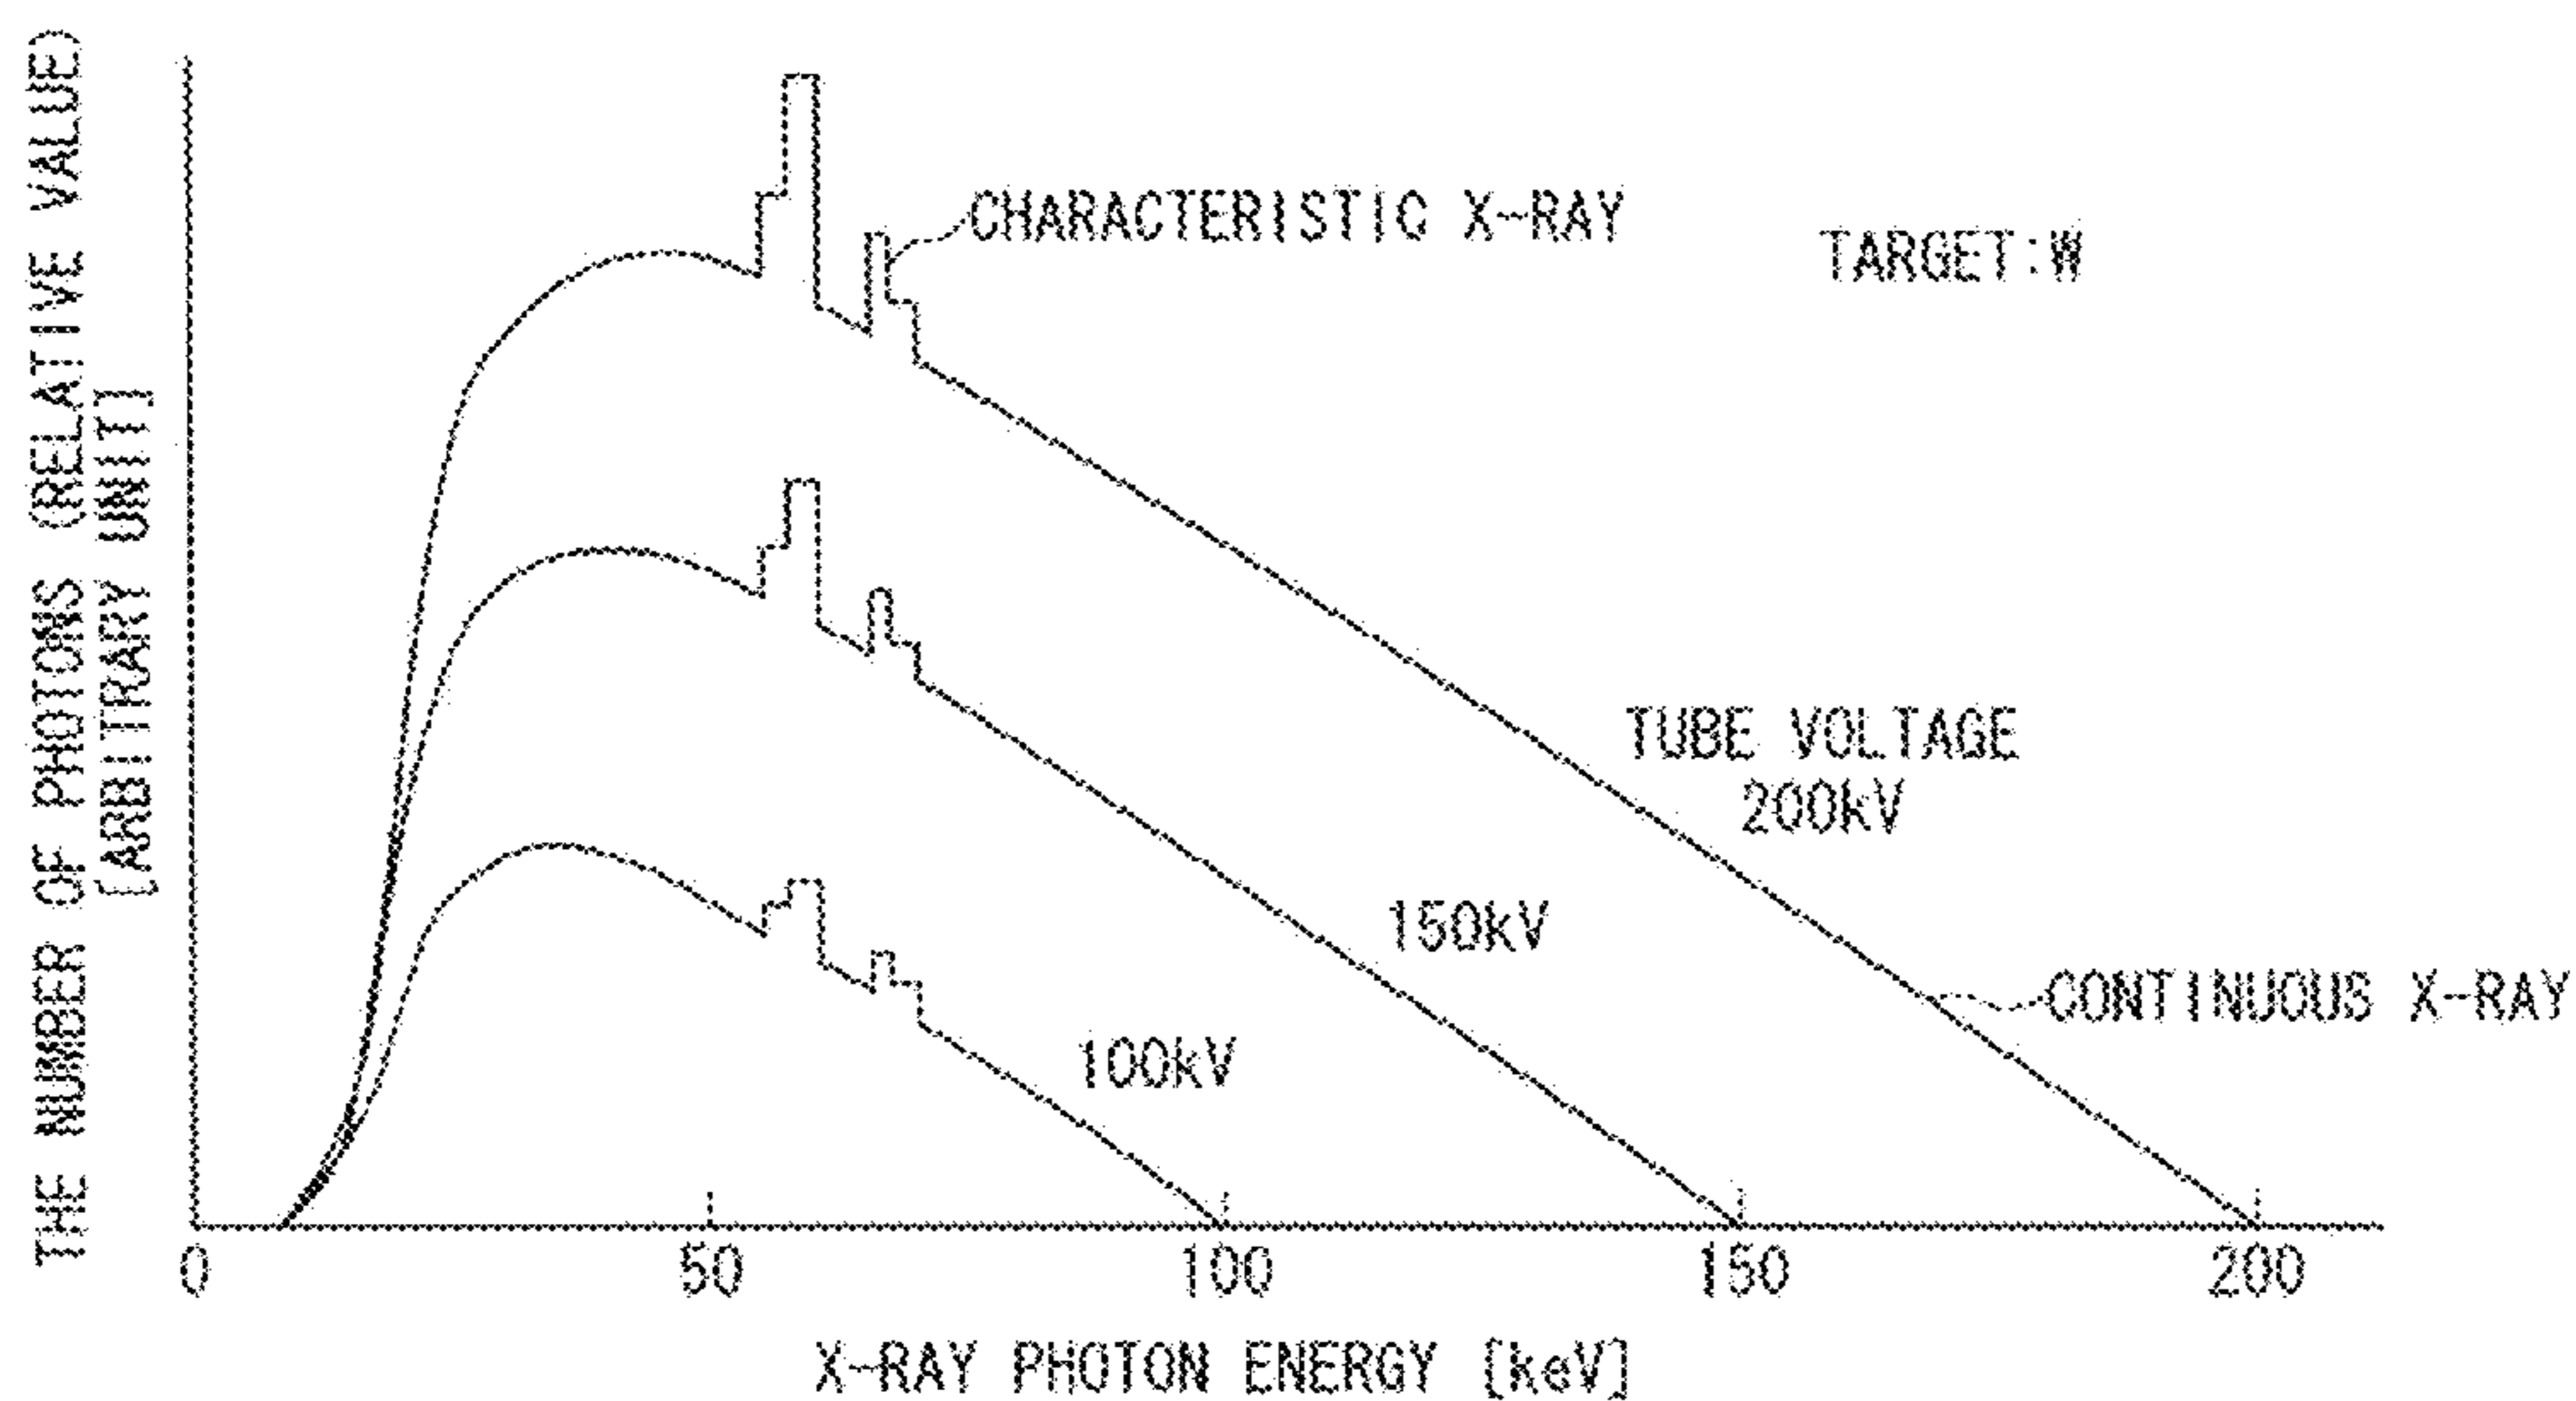 THE NUMBER OF PHOTONS (RELATIVE VALUE)
[ARBITRARY UNIT]
CHARACTERISTIC X-RAY
TARGET:W
TUBE VOLTAGE
200kV
150kV
CONTINUOUS X-RAY
100kV
0 50 100 150 200
X-RAY PHOTON ENERGY [keV]